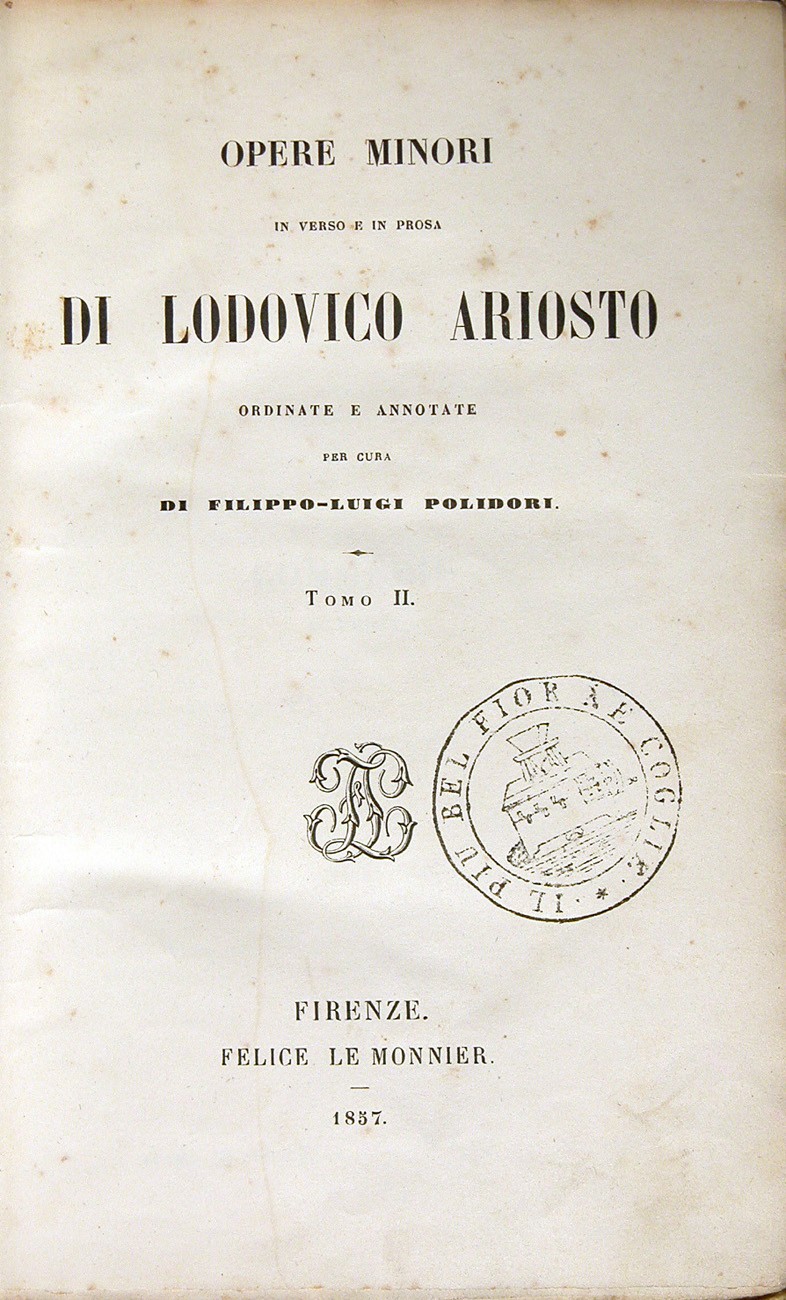 OPERE MINORI
IN VERSO E IN PROSA
DI LODOVICO ARIOSTO
ORDINATE E ANNOTATE
PER CURA
DI FILIPPO-LUIGI POLIDORI.
TOMO II.
IL PIU BEL FIOR NE COGLIE
FIRENZE.
FELICE LE MONNIER.
1857.